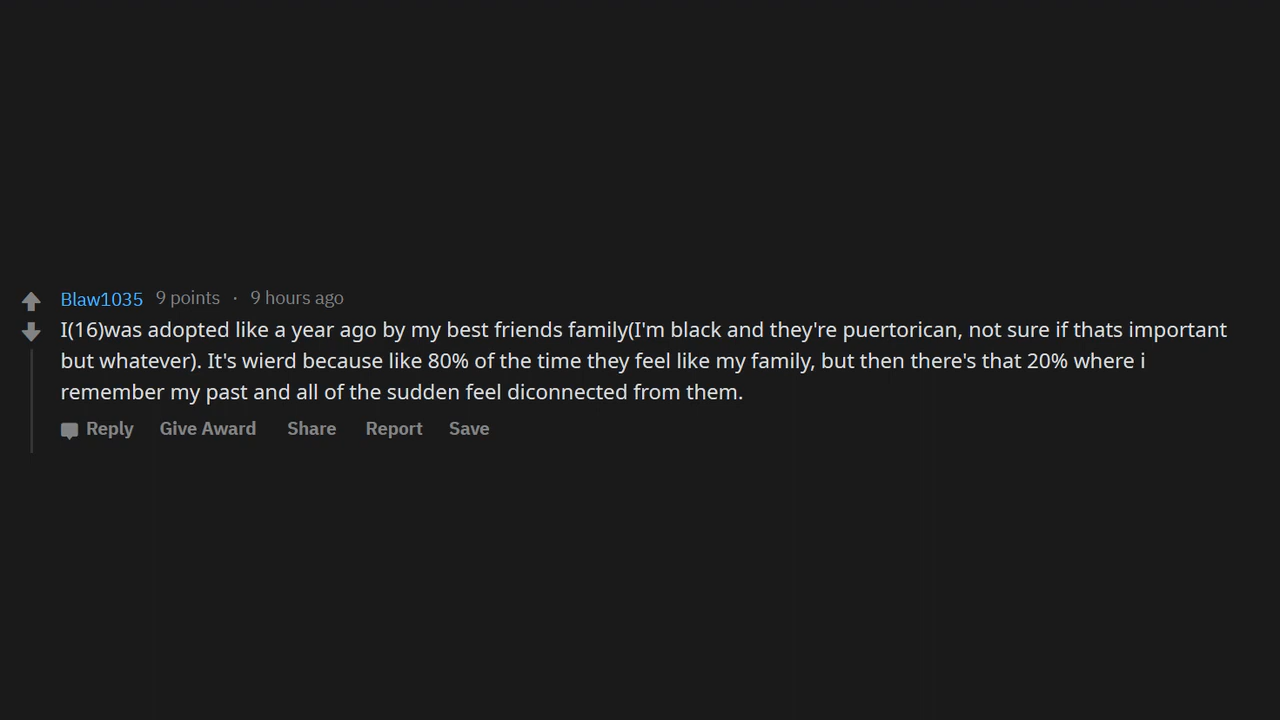 Blaw1035 9 points · 9 hours ago
I(16)was adopted like a year ago by my best friends family(I'm black and they're puertorican, not sure if thats important
but whatever). It's wierd because like 80% of the time they feel like my family, but then there's that 20% where i
remember my past and all of the sudden feel diconnected from them.
Reply Give Award Share Report Save